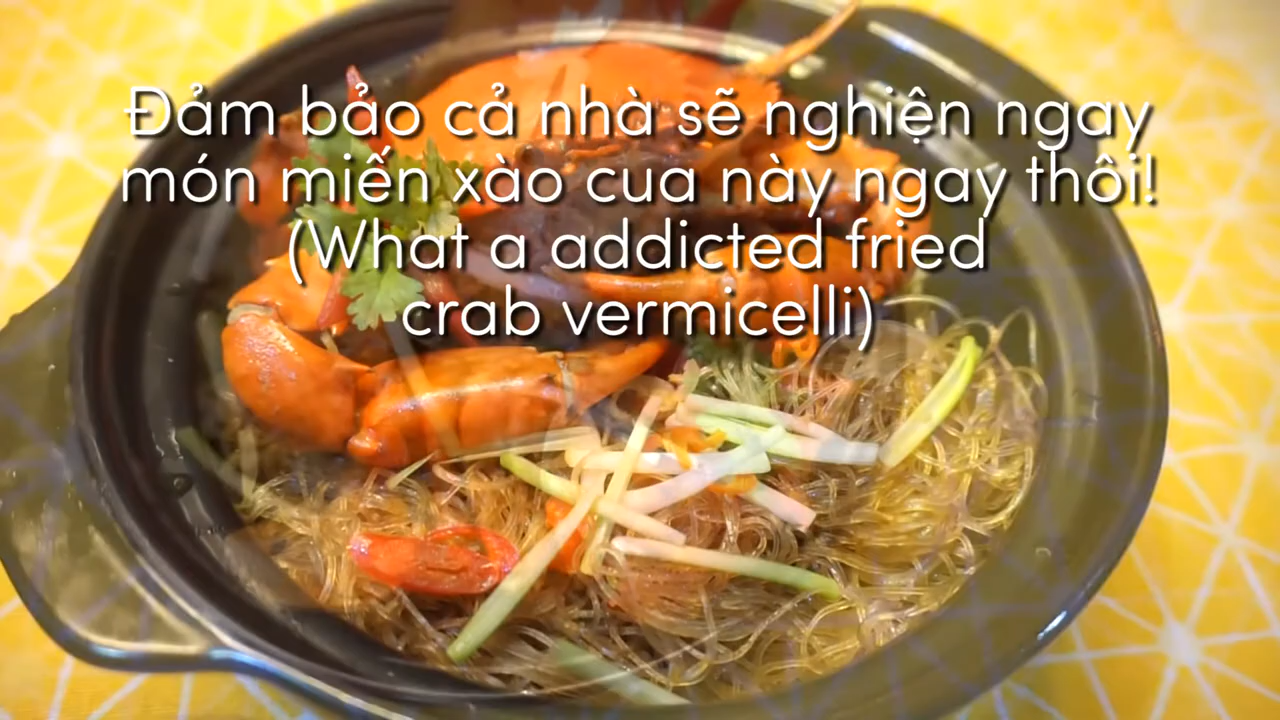 Đảm bảo cả nhà sẽ nghiện ngay
món miến xào cua này ngay thôi!
(What a addicted fried
crab vermicelli)